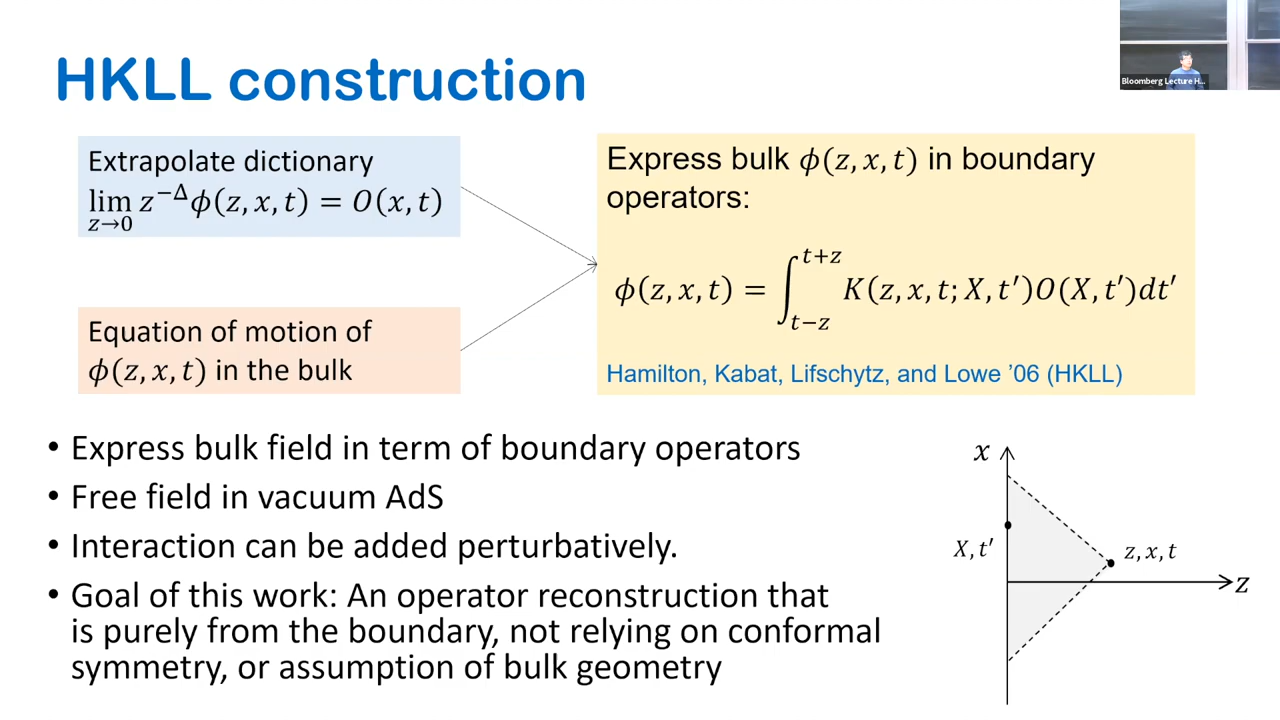 HKLL construction
Bloomberg Lecture H...
Extrapolate dictionary
lim z^{-Δ}ϕ(z, x, t) = O(x, t)
z→0
Equation of motion of
ϕ(z, x, t) in the bulk
Express bulk ϕ(z, x, t) in boundary
operators:
ϕ(z, x, t) = ∫_{t−z}^{t+z} K(z, x, t; X, t′)O(X, t′)dt′
Hamilton, Kabat, Lifschytz, and Lowe ’06 (HKLL)
• Express bulk field in term of boundary operators
• Free field in vacuum AdS
• Interaction can be added perturbatively.
• Goal of this work: An operator reconstruction that
is purely from the boundary, not relying on conformal
symmetry, or assumption of bulk geometry
x
X, t′
z, x, t
z